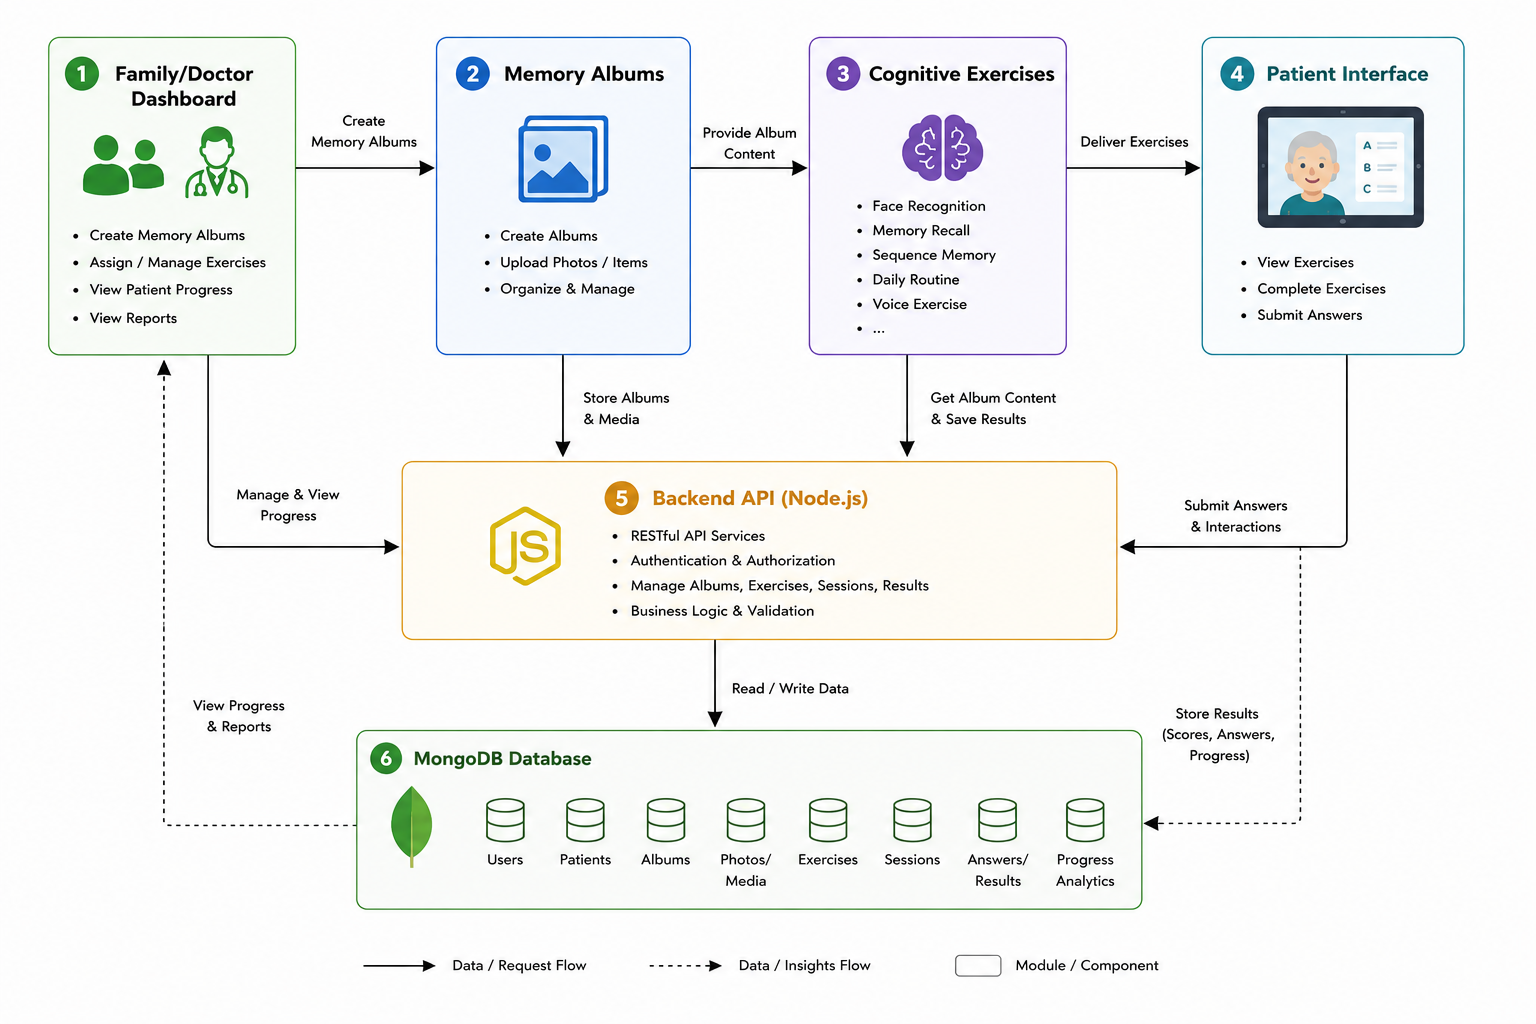 1 Family/Doctor
Dashboard
• Create Memory Albums
• Assign / Manage Exercises
• View Patient Progress
• View Reports
Create
Memory Albums
2 Memory Albums
• Create Albums
• Upload Photos / Items
• Organize & Manage
Provide Album
Content
3 Cognitive Exercises
• Face Recognition
• Memory Recall
• Sequence Memory
• Daily Routine
• Voice Exercise
• ...
Deliver Exercises
4 Patient Interface
A
B
C
• View Exercises
• Complete Exercises
• Submit Answers
Store Albums
& Media
Get Album Content
& Save Results
Manage & View
Progress
JS
5 Backend API (Node.js)
• RESTful API Services
• Authentication & Authorization
• Manage Albums, Exercises, Sessions, Results
• Business Logic & Validation
Submit Answers
& Interactions
Read / Write Data
View Progress
& Reports
Store Results
(Scores, Answers,
Progress)
6 MongoDB Database
Users
Patients
Albums
Photos/
Media
Exercises
Sessions
Answers/
Results
Progress
Analytics
Data / Request Flow
Data / Insights Flow
Module / Component